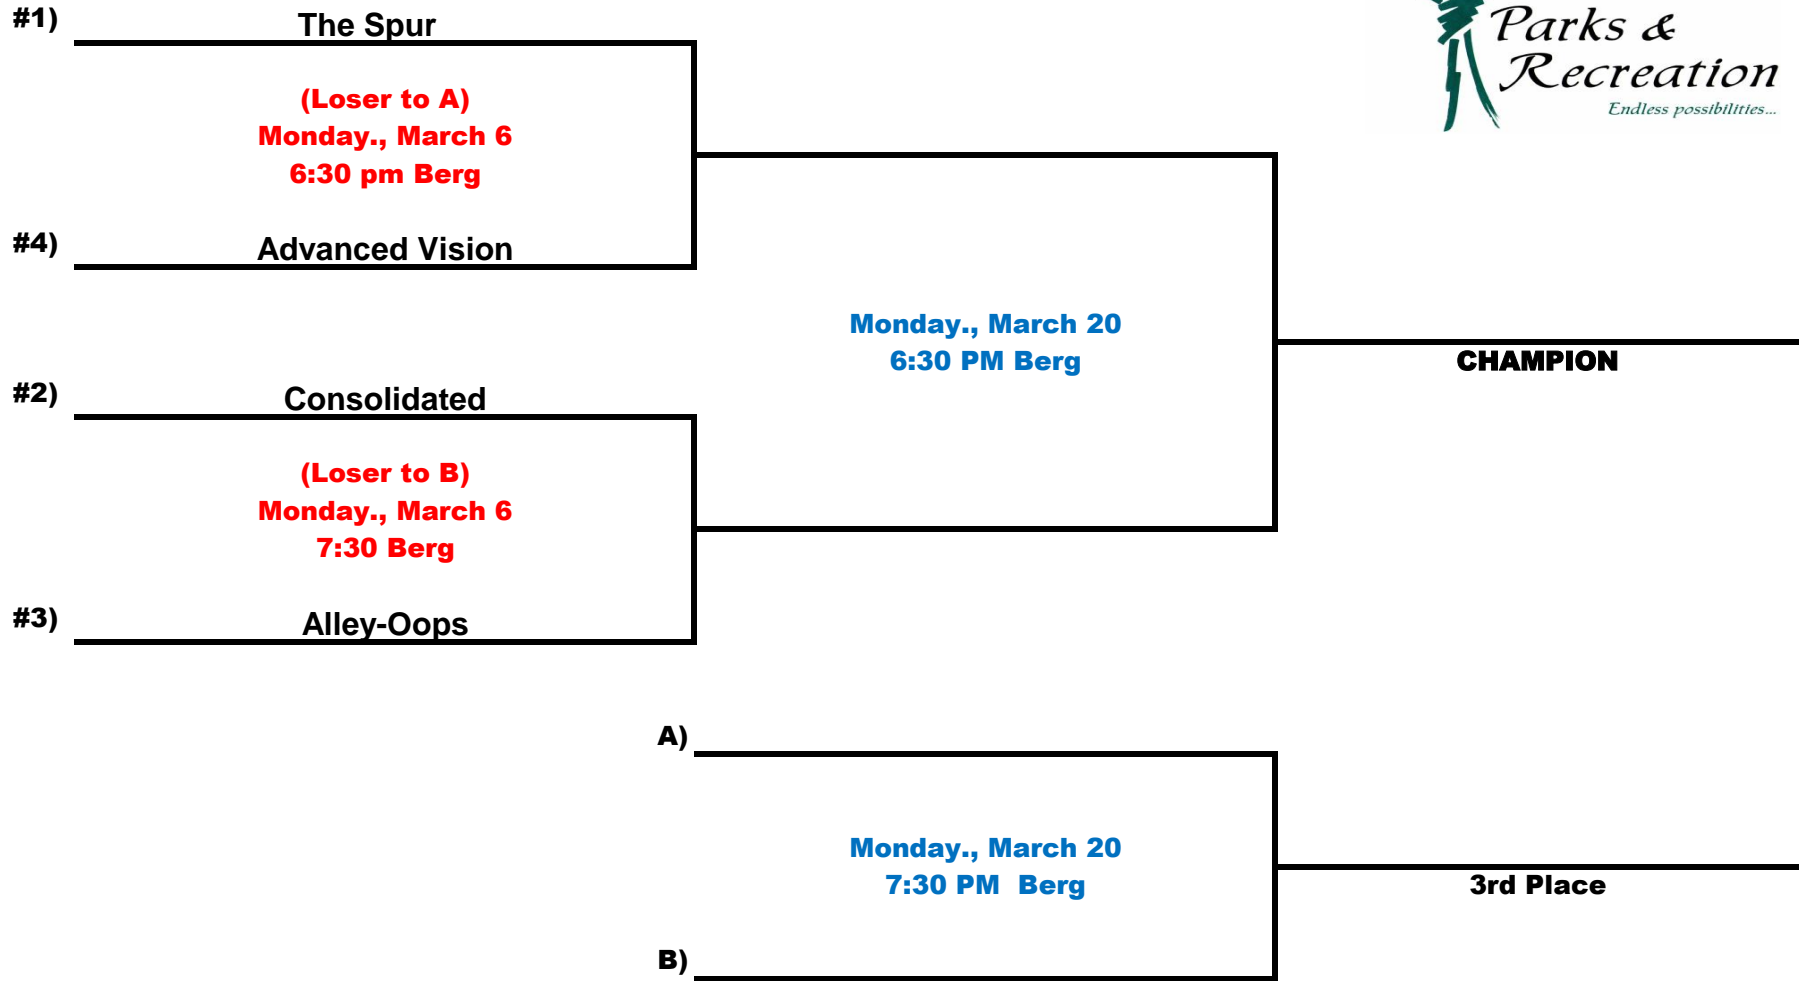 #1) The Spur
Parks &
Recreation
Endless possibilities...
(Loser to A)
Monday., March 6
6:30 pm Berg
#4) Advanced Vision
Monday., March 20
6:30 PM Berg
CHAMPION
#2) Consolidated
(Loser to B)
Monday., March 6
7:30 Berg
#3) Alley-Oops
A)
Monday., March 20
7:30 PM  Berg
3rd Place
B)